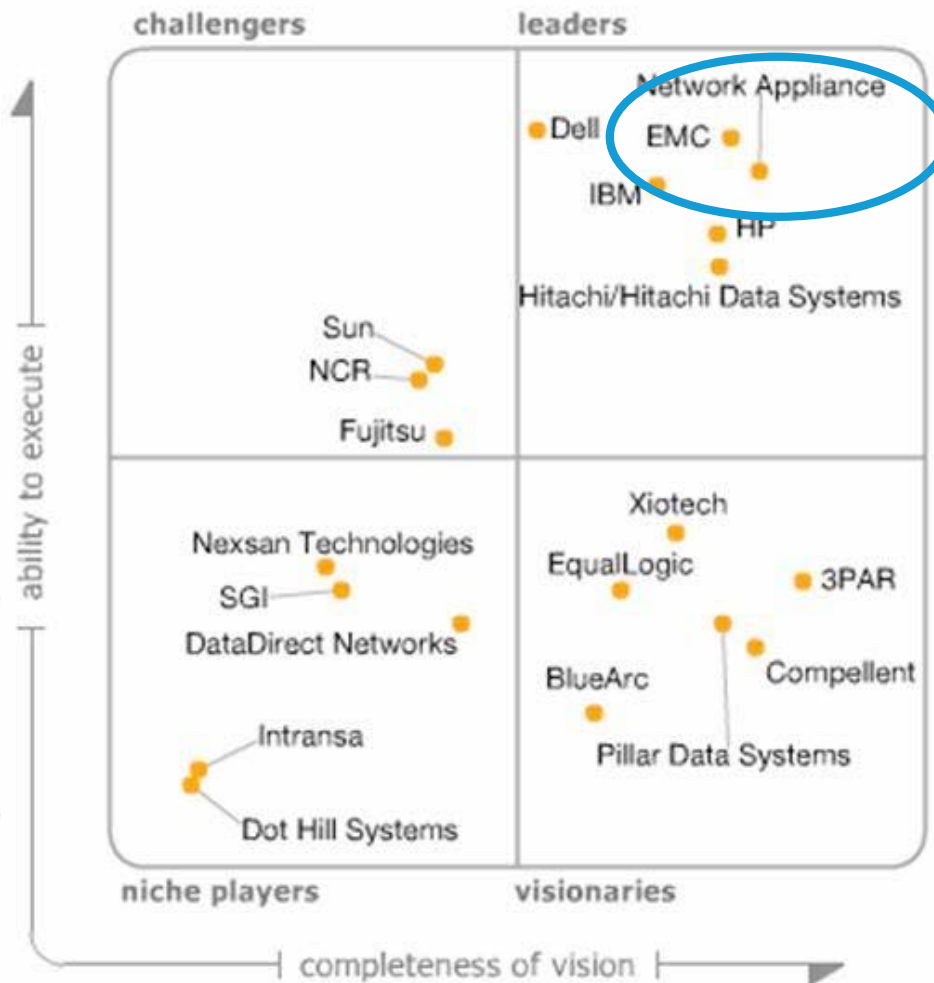 challengers
leaders
Network Appliance
Dell
EMC
IBM
HP
Hitachi/Hitachi Data Systems
Sun
NCR
Fujitsu
ability to execute
Xiotech
Nexsan Technologies
EqualLogic
3PAR
SGI
DataDirect Networks
Compellent
BlueArc
Intransa
Pillar Data Systems
Dot Hill Systems
niche players
visionaries
completeness of vision